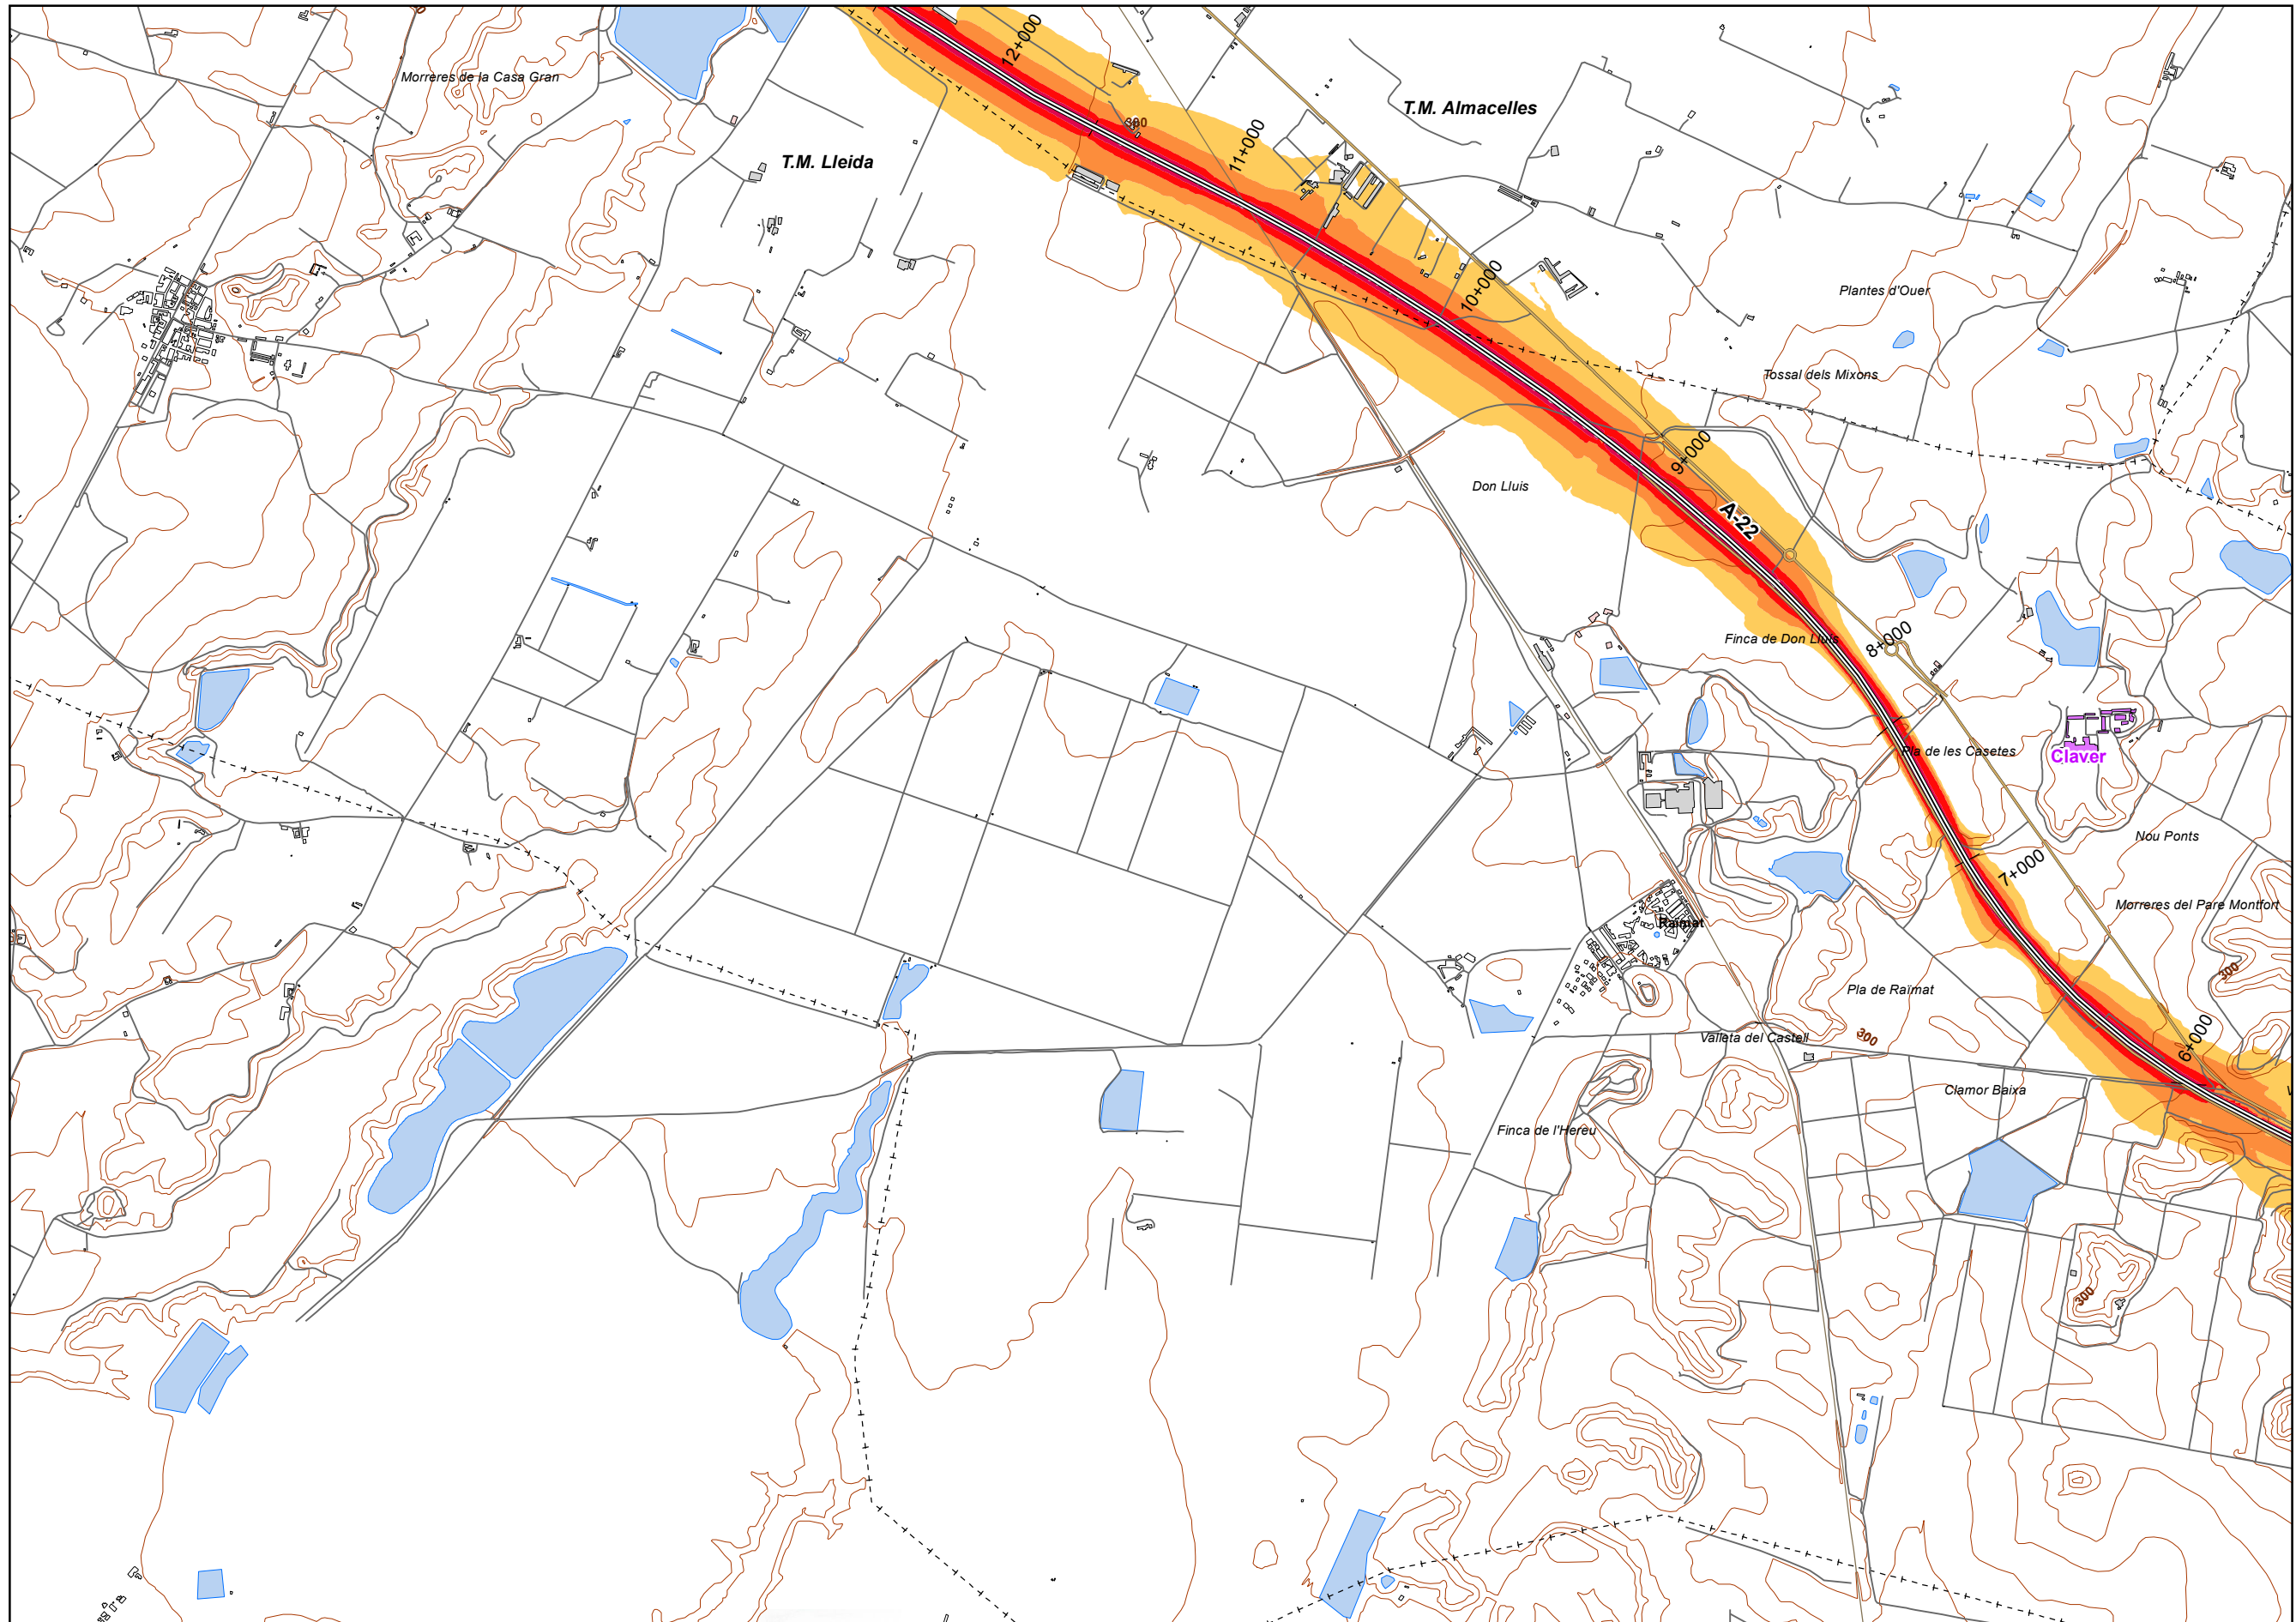 12+000
Morreres de la Casa Gran
T.M. Almacelles
300
11+000
T.M. Lleida
10+000
Plantes d'Ouer
Tossal dels Mixons
9+000
Don Lluis
A-22
Finca de Don Lluis
8+000
Pla de les Casetes
Claver
Nou Ponts
7+000
Morreres del Pare Montfort
Raïmat
300
Pla de Raïmat
300
Valleta del Castell
6+000
Clamor Baixa
Finca de l'Hereu
300